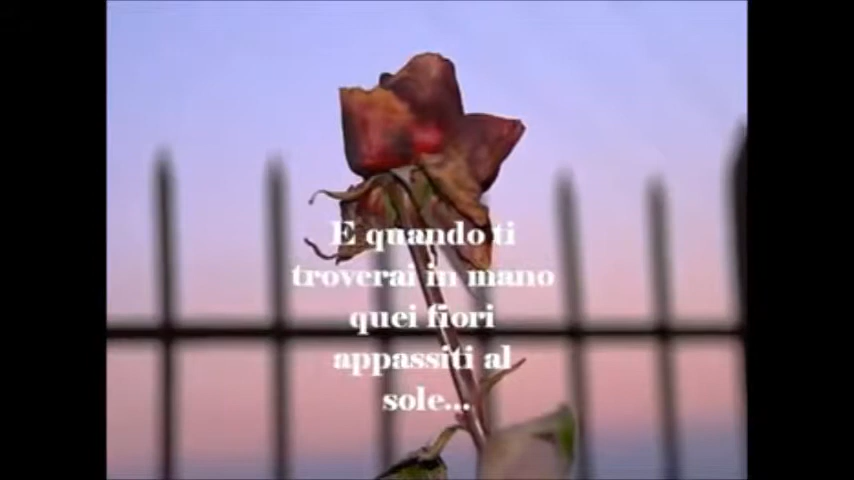 E quando ti
troverai in mano
quei fiori
appassiti al
sole...